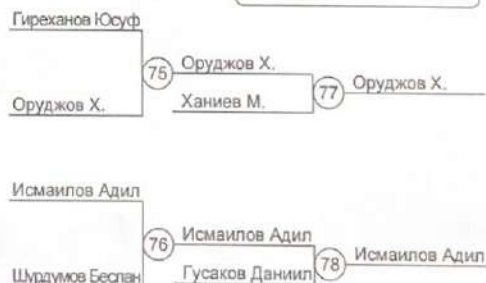 Гиреханов Юсуф
75
Оруджов Х.
Оруджов Х.
Ханиев М.
77
Оруджов Х.
Исмаилов Адил
76
Исмаилов Адил
Шурдумов Беслан
Гусаков Даниил
78
Исмаилов Адил